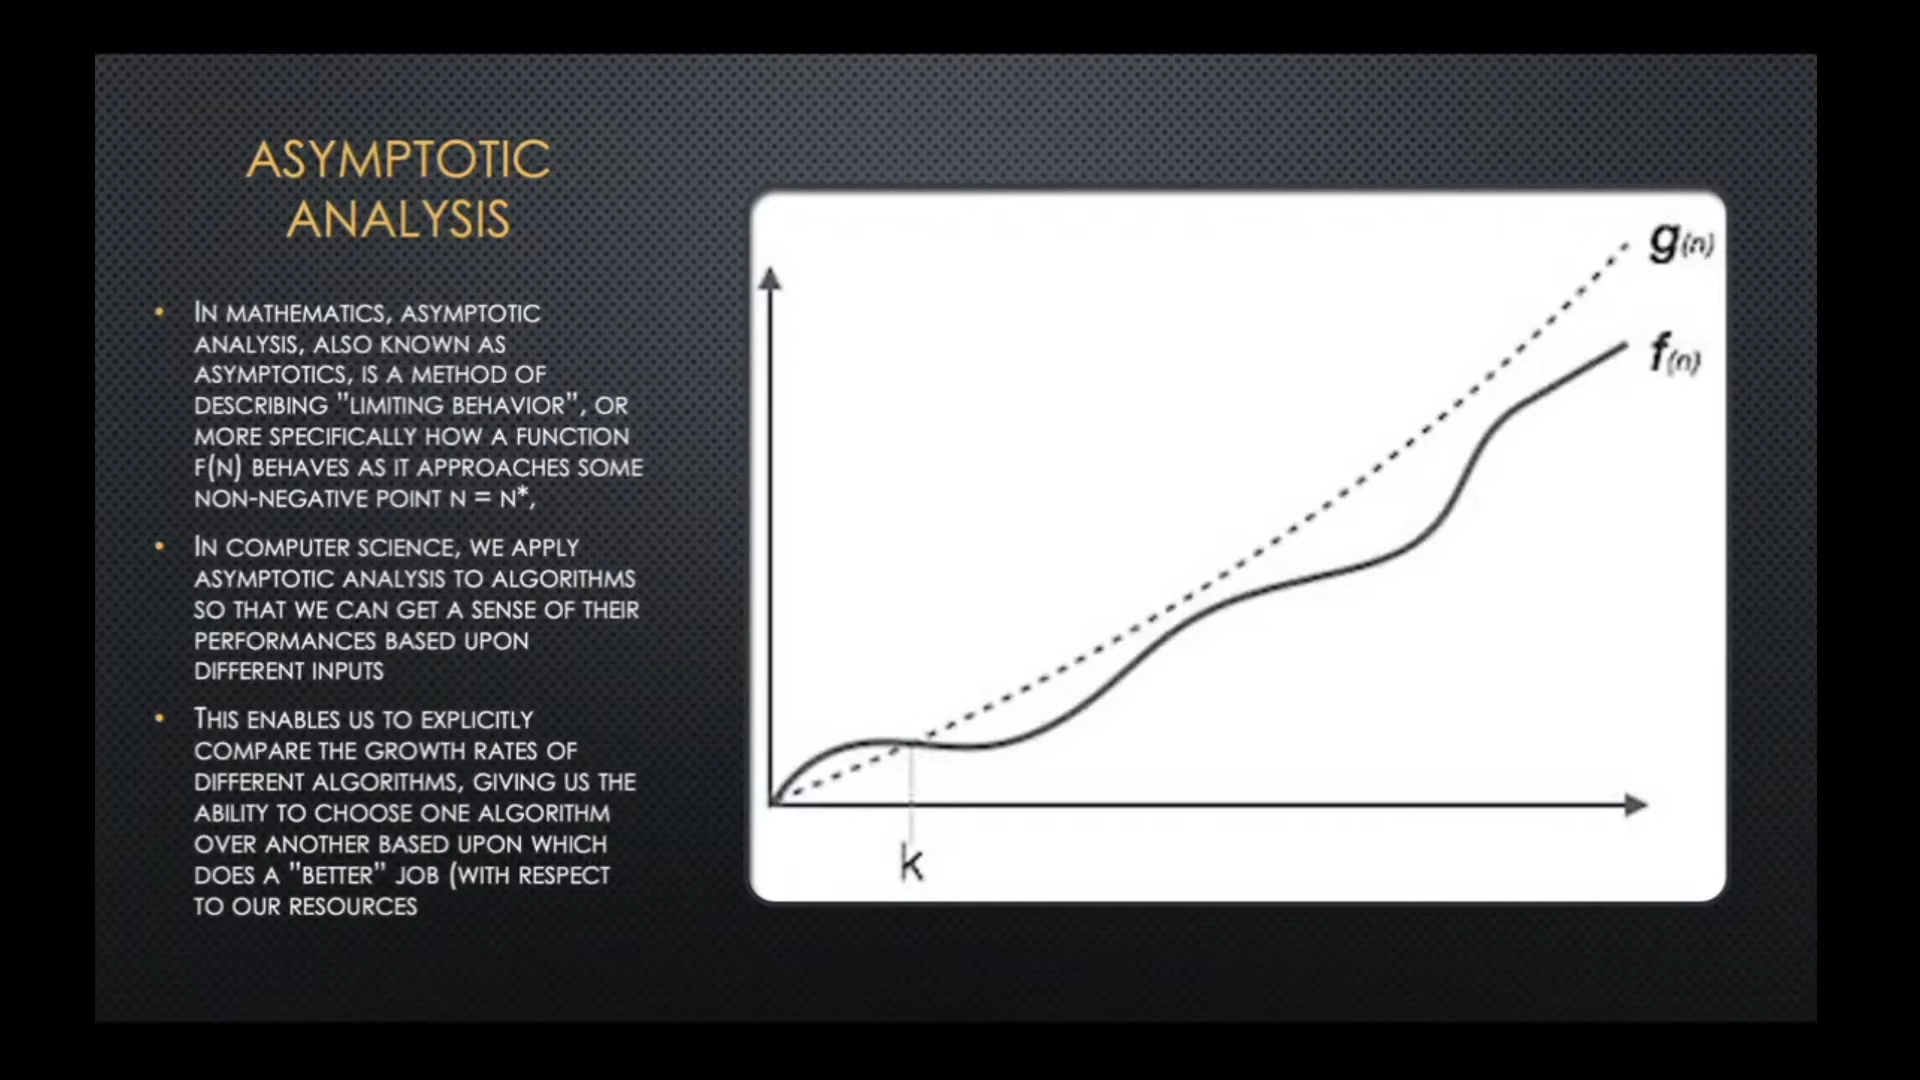 ASYMPTOTIC
ANALYSIS
• IN MATHEMATICS, ASYMPTOTIC
ANALYSIS, ALSO KNOWN AS
ASYMPTOTICS, IS A METHOD OF
DESCRIBING "LIMITING BEHAVIOR", OR
MORE SPECIFICALLY HOW A FUNCTION
F(N) BEHAVES AS IT APPROACHES SOME
NON-NEGATIVE POINT N = N*,
• IN COMPUTER SCIENCE, WE APPLY
ASYMPTOTIC ANALYSIS TO ALGORITHMS
SO THAT WE CAN GET A SENSE OF THEIR
PERFORMANCES BASED UPON
DIFFERENT INPUTS
• THIS ENABLES US TO EXPLICITLY
COMPARE THE GROWTH RATES OF
DIFFERENT ALGORITHMS, GIVING US THE
ABILITY TO CHOOSE ONE ALGORITHM
OVER ANOTHER BASED UPON WHICH
DOES A "BETTER" JOB (WITH RESPECT
TO OUR RESOURCES
g(n)
f(n)
k